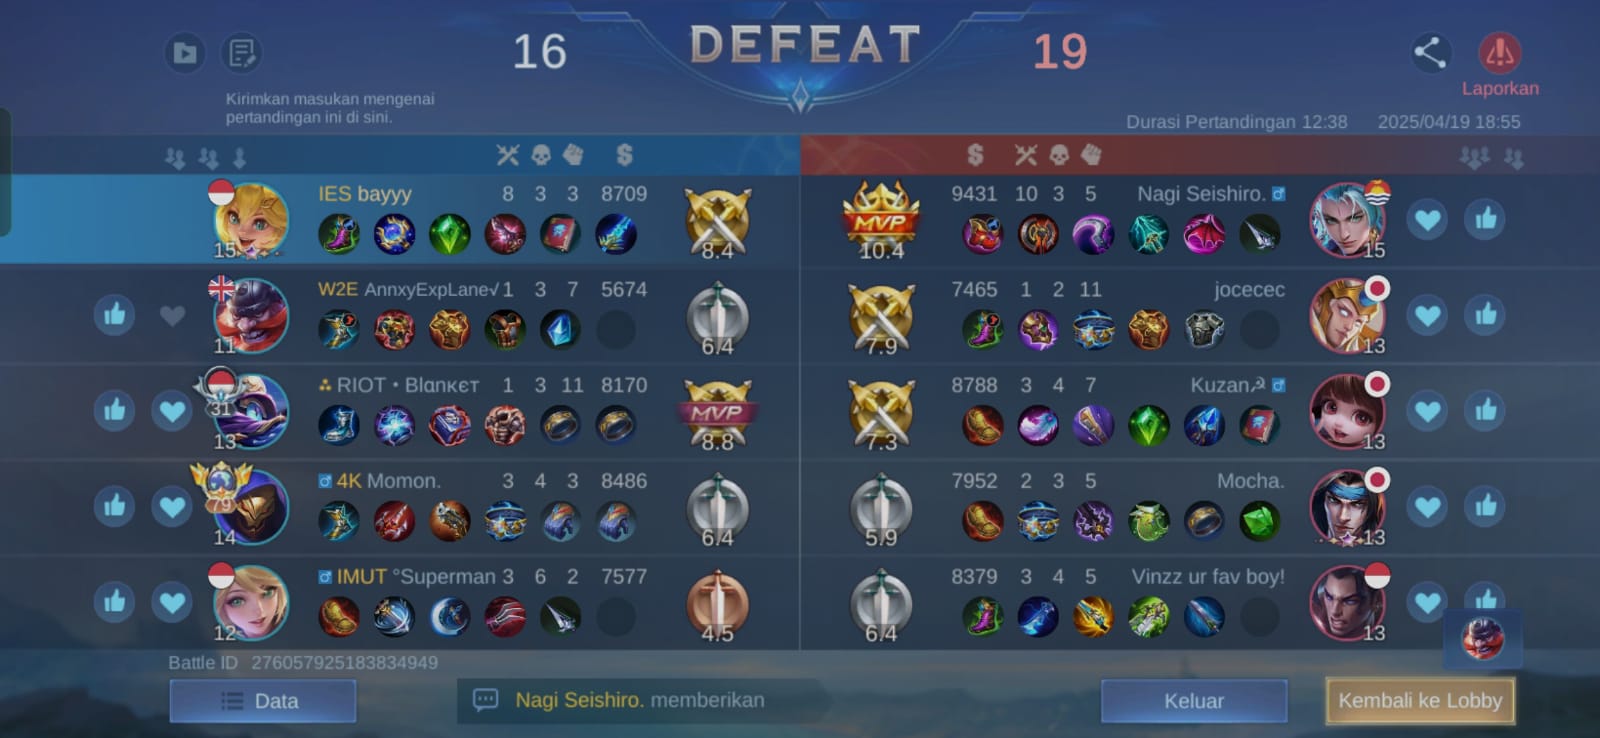 16
DEFEAT
19
Laporkan
Kirimkan masukan mengenai
pertandingan ini di sini.
Durasi Pertandingan 12:38 2025/04/19 18:55
IES bayyy 8 3 3 8709
15
8.4
MVP
10.4
9431 10 3 5 Nagi Seishiro.
15
W2E AnnxyExpLane√ 1 3 7 5674
11
6.4
7.9
7465 1 2 11 jocecec
13
31
RIOT • Blαnκєт 1 3 11 8170
13
MVP
8.8
7.3
8788 3 4 7 Kuzan
13
79
4K Momon. 3 4 3 8486
14
6.4
5.9
7952 2 3 5 Mocha.
13
IMUT °Superman 3 6 2 7577
12
4.5
6.4
8379 3 4 5 Vinzz ur fav boy!
13
Battle ID 276057925183834949
Data
Nagi Seishiro. memberikan
Keluar
Kembali ke Lobby